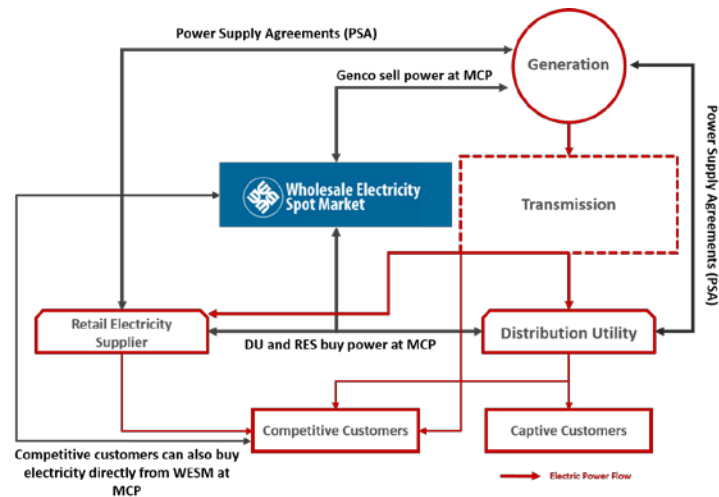 Power Supply Agreements (PSA)
Generation
Genco sell power at MCP
Power Supply Agreements (PSA)
Wholesale Electricity
Spot Market
Transmission
Retail Electricity
Supplier
DU and RES buy power at MCP
Distribution Utility
Competitive Customers
Captive Customers
Competitive customers can also buy
electricity directly from WESM at
MCP
Electric Power Flow